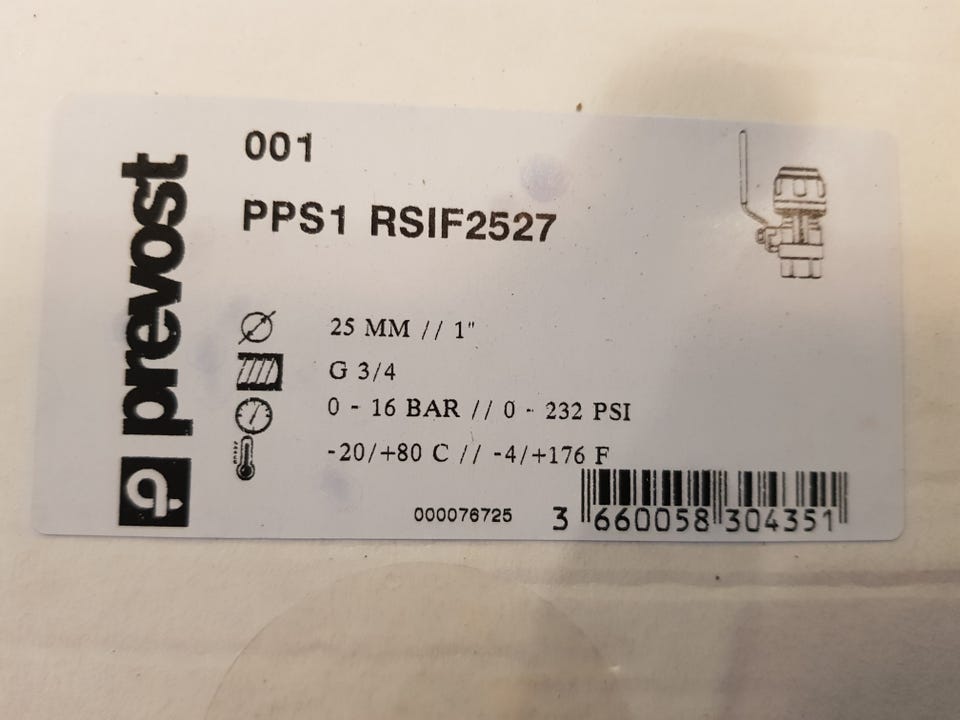 prevost
001
PPS1 RSIF2527
25 MM // 1"
G 3/4
0 - 16 BAR // 0 - 232 PSI
-20/+80 C // -4/+176 F
000076725
3 660058 304351